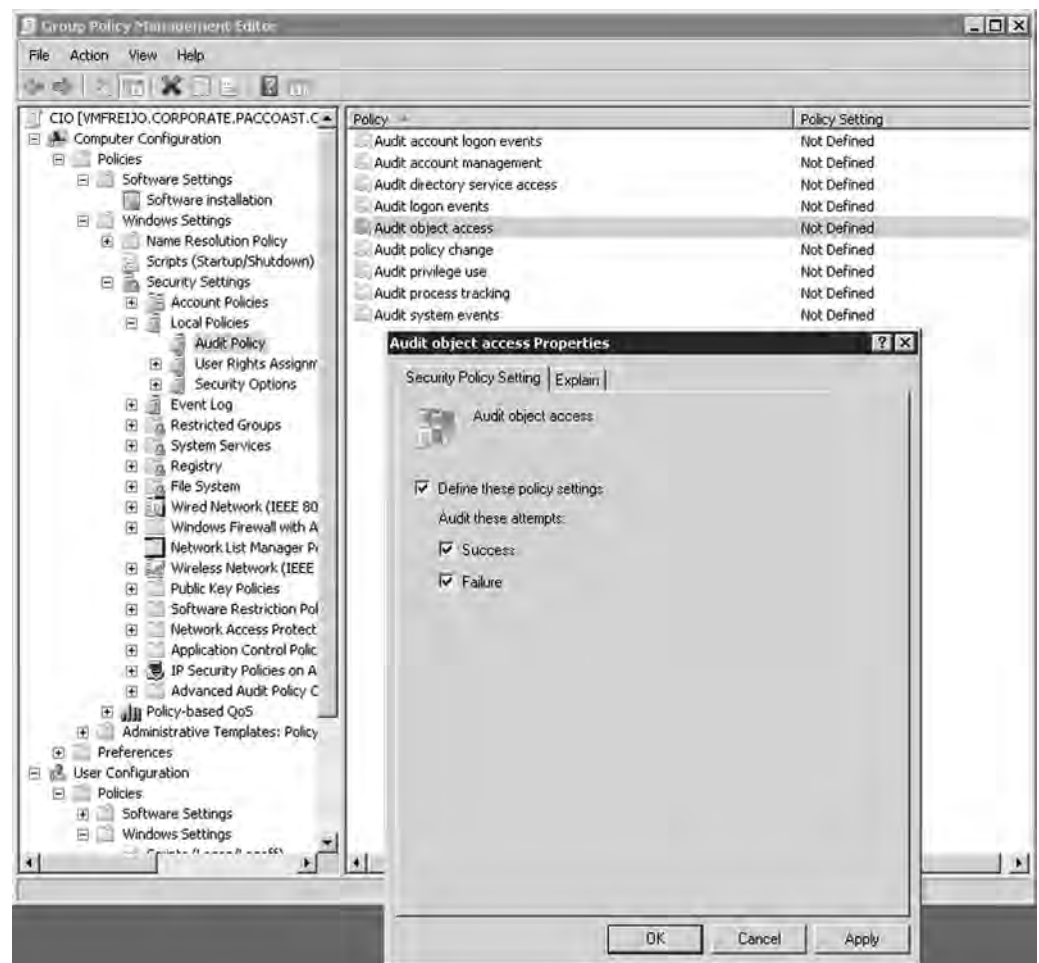 Group Policy Management Editor
File Action View Help
CIO [VMFREIJO.CORPORATE.PACCOAST.C
Computer Configuration
Policies
Software Settings
Software installation
Windows Settings
Name Resolution Policy
Scripts (Startup/Shutdown)
Security Settings
Account Policies
Local Policies
Audit Policy
User Rights Assignm
Security Options
Event Log
Restricted Groups
System Services
Registry
File System
Wired Network (IEEE 80
Windows Firewall with A
Network List Manager P
Wireless Network (IEEE
Public Key Policies
Software Restriction Pol
Network Access Protect
Application Control Polic
IP Security Policies on A
Advanced Audit Policy C
Policy-based QoS
Administrative Templates: Policy
Preferences
User Configuration
Policies
Software Settings
Windows Settings
Policy Policy Setting
Audit account logon events Not Defined
Audit account management Not Defined
Audit directory service access Not Defined
Audit logon events Not Defined
Audit object access Not Defined
Audit policy change Not Defined
Audit privilege use Not Defined
Audit process tracking Not Defined
Audit system events Not Defined
Audit object access Properties
Security Policy Setting Explain
Audit object access
Define these policy settings
Audit these attempts:
Success
Failure
OK Cancel Apply